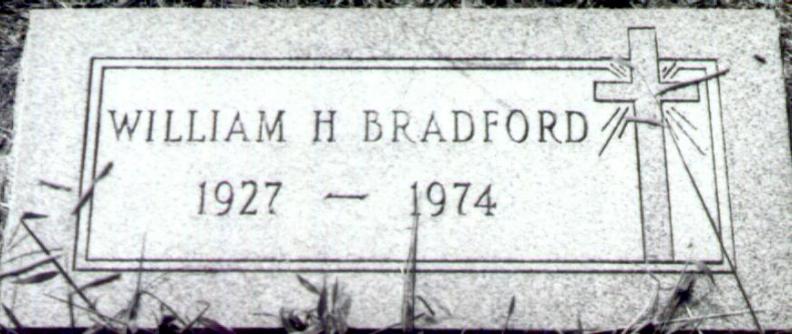 WILLIAM H BRADFORD
1927 — 1974